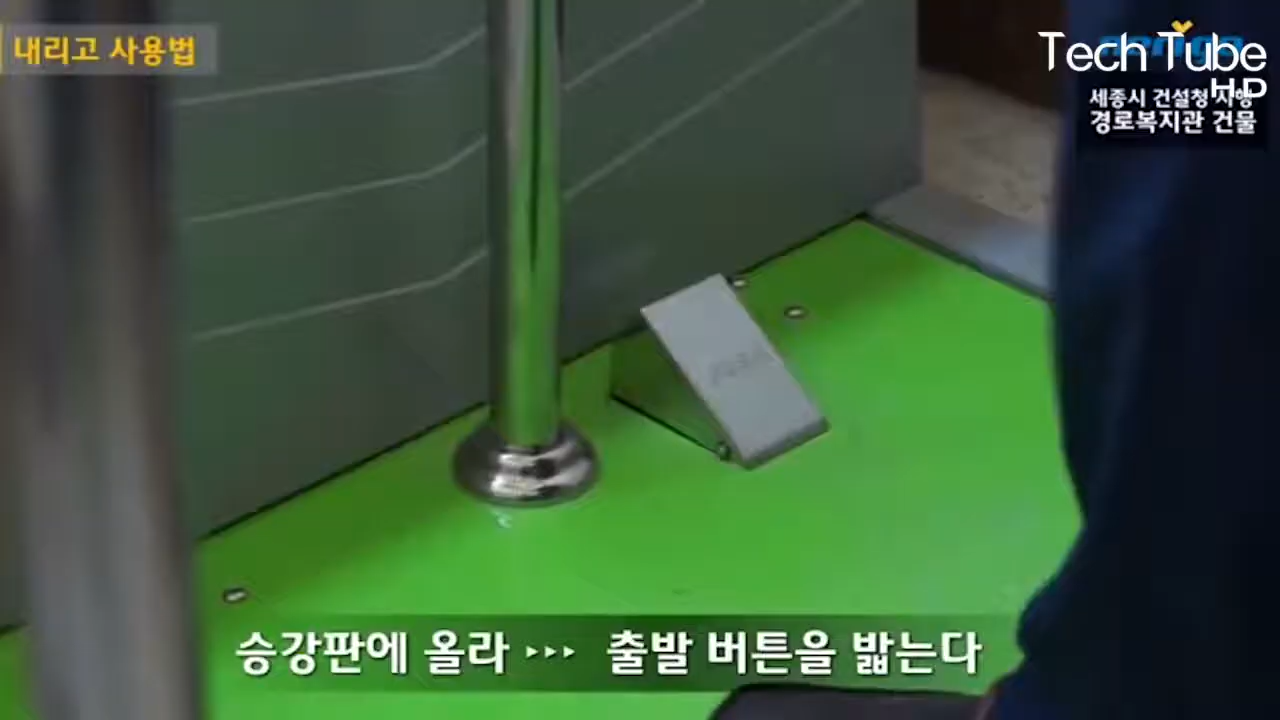 내리고 사용법
Tech Tube
HD
세종시 건설청 시행
경로복지관 건물
승강판에 올라 ▸▸▸ 출발 버튼을 밟는다